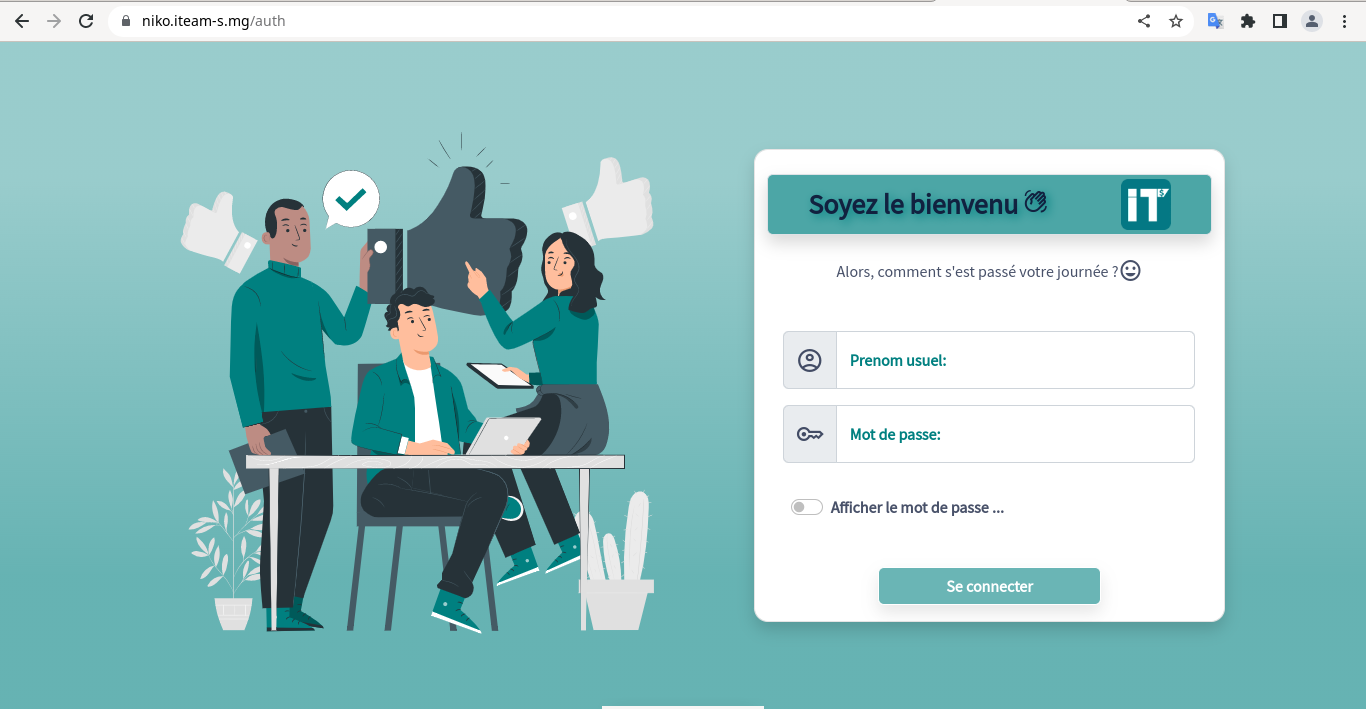 niko.iteam-s.mg/auth
Soyez le bienvenu
iT$
Alors, comment s'est passé votre journée ?
Prenom usuel:
Mot de passe:
Afficher le mot de passe ...
Se connecter